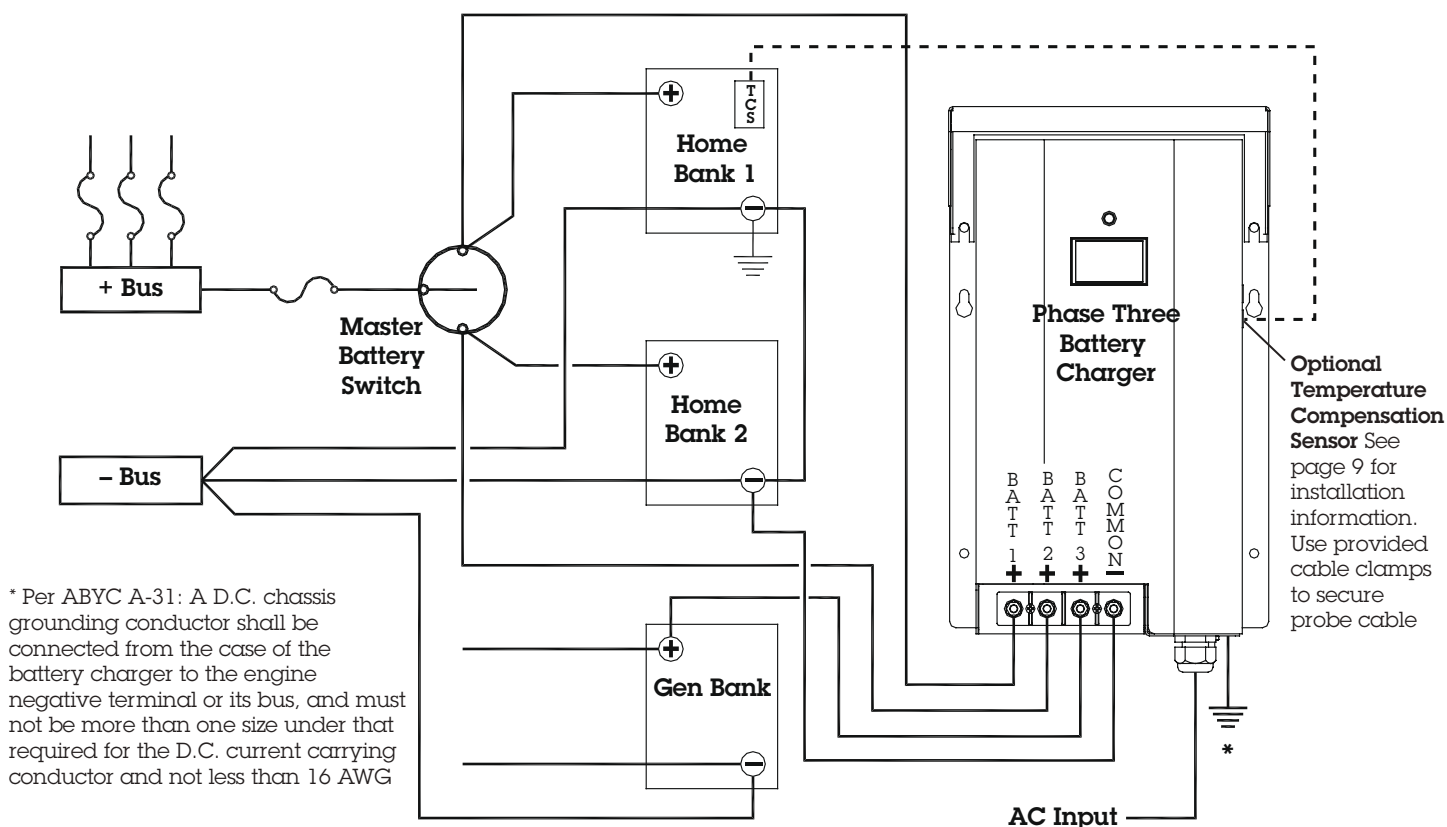 T
C
S
+
Home
Bank 1
−
+ Bus
Master
Battery
Switch
+
Home
Bank 2
−
– Bus
Phase Three
Battery
Charger
Optional
Temperature
Compensation
Sensor See
page 9 for
installation
information.
Use provided
cable clamps
to secure
probe cable
BATT 1
+
BATT 2
+
BATT 3
+
COMMON
–
* Per ABYC A-31: A D.C. chassis
grounding conductor shall be
connected from the case of the
battery charger to the engine
negative terminal or its bus, and must
not be more than one size under that
required for the D.C. current carrying
conductor and not less than 16 AWG
+
Gen Bank
−
*
AC Input